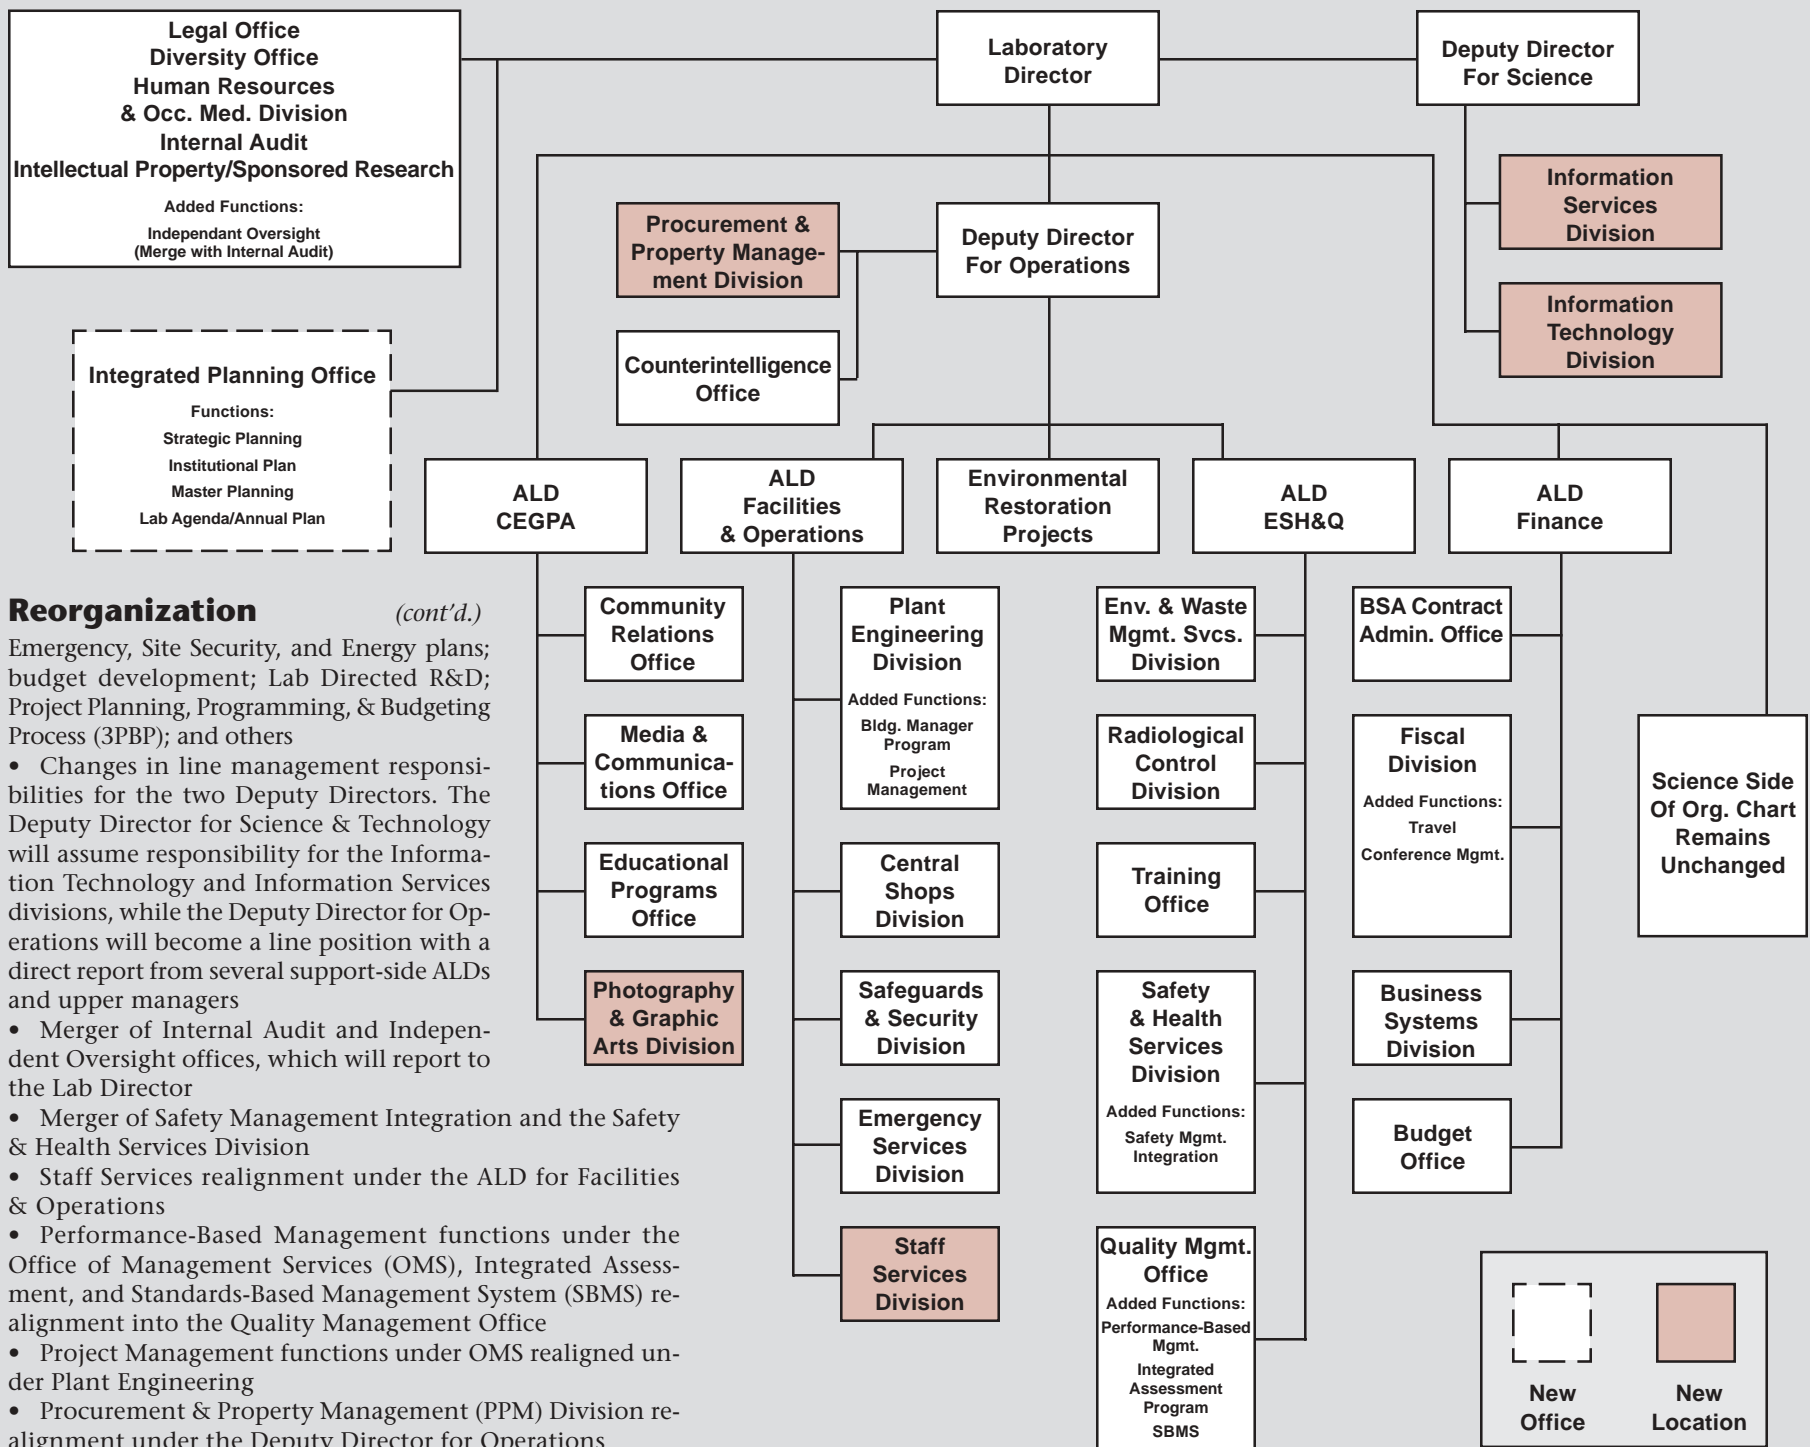 Legal Office
Diversity Office
Human Resources
& Occ. Med. Division
Internal Audit
Intellectual Property/Sponsored Research
Added Functions:
Independant Oversight
(Merge with Internal Audit)
Laboratory
Director
Deputy Director
For Science
Information
Services
Division
Information
Technology
Division
Procurement &
Property Manage-
ment Division
Deputy Director
For Operations
Counterintelligence
Office
Integrated Planning Office
Functions:
Strategic Planning
Institutional Plan
Master Planning
Lab Agenda/Annual Plan
ALD
CEGPA
ALD
Facilities
& Operations
Environmental
Restoration
Projects
ALD
ESH&Q
ALD
Finance
Community
Relations
Office
Media &
Communica-
tions Office
Educational
Programs
Office
Photography
& Graphic
Arts Division
Plant
Engineering
Division
Added Functions:
Bldg. Manager
Program
Project
Management
Central
Shops
Division
Safeguards
& Security
Division
Emergency
Services
Division
Staff
Services
Division
Env. & Waste
Mgmt. Svcs.
Division
Radiological
Control
Division
Training
Office
Safety
& Health
Services
Division
Added Functions:
Safety Mgmt.
Integration
Quality Mgmt.
Office
Added Functions:
Performance-Based
Mgmt.
Integrated
Assessment
Program
SBMS
BSA Contract
Admin. Office
Fiscal
Division
Added Functions:
Travel
Conference Mgmt.
Business
Systems
Division
Budget
Office
Science Side
Of Org. Chart
Remains
Unchanged
New
Office
New
Location
Reorganization (cont'd.)
Emergency, Site Security, and Energy plans;
budget development; Lab Directed R&D;
Project Planning, Programming, & Budgeting
Process (3PBP); and others
• Changes in line management responsi-
bilities for the two Deputy Directors. The
Deputy Director for Science & Technology
will assume responsibility for the Informa-
tion Technology and Information Services
divisions, while the Deputy Director for Op-
erations will become a line position with a
direct report from several support-side ALDs
and upper managers
• Merger of Internal Audit and Indepen-
dent Oversight offices, which will report to
the Lab Director
• Merger of Safety Management Integration and the Safety
& Health Services Division
• Staff Services realignment under the ALD for Facilities
& Operations
• Performance-Based Management functions under the
Office of Management Services (OMS), Integrated Assess-
ment, and Standards-Based Management System (SBMS) re-
alignment into the Quality Management Office
• Project Management functions under OMS realigned un-
der Plant Engineering
• Procurement & Property Management (PPM) Division re-
alignment under the Deputy Director for Operations